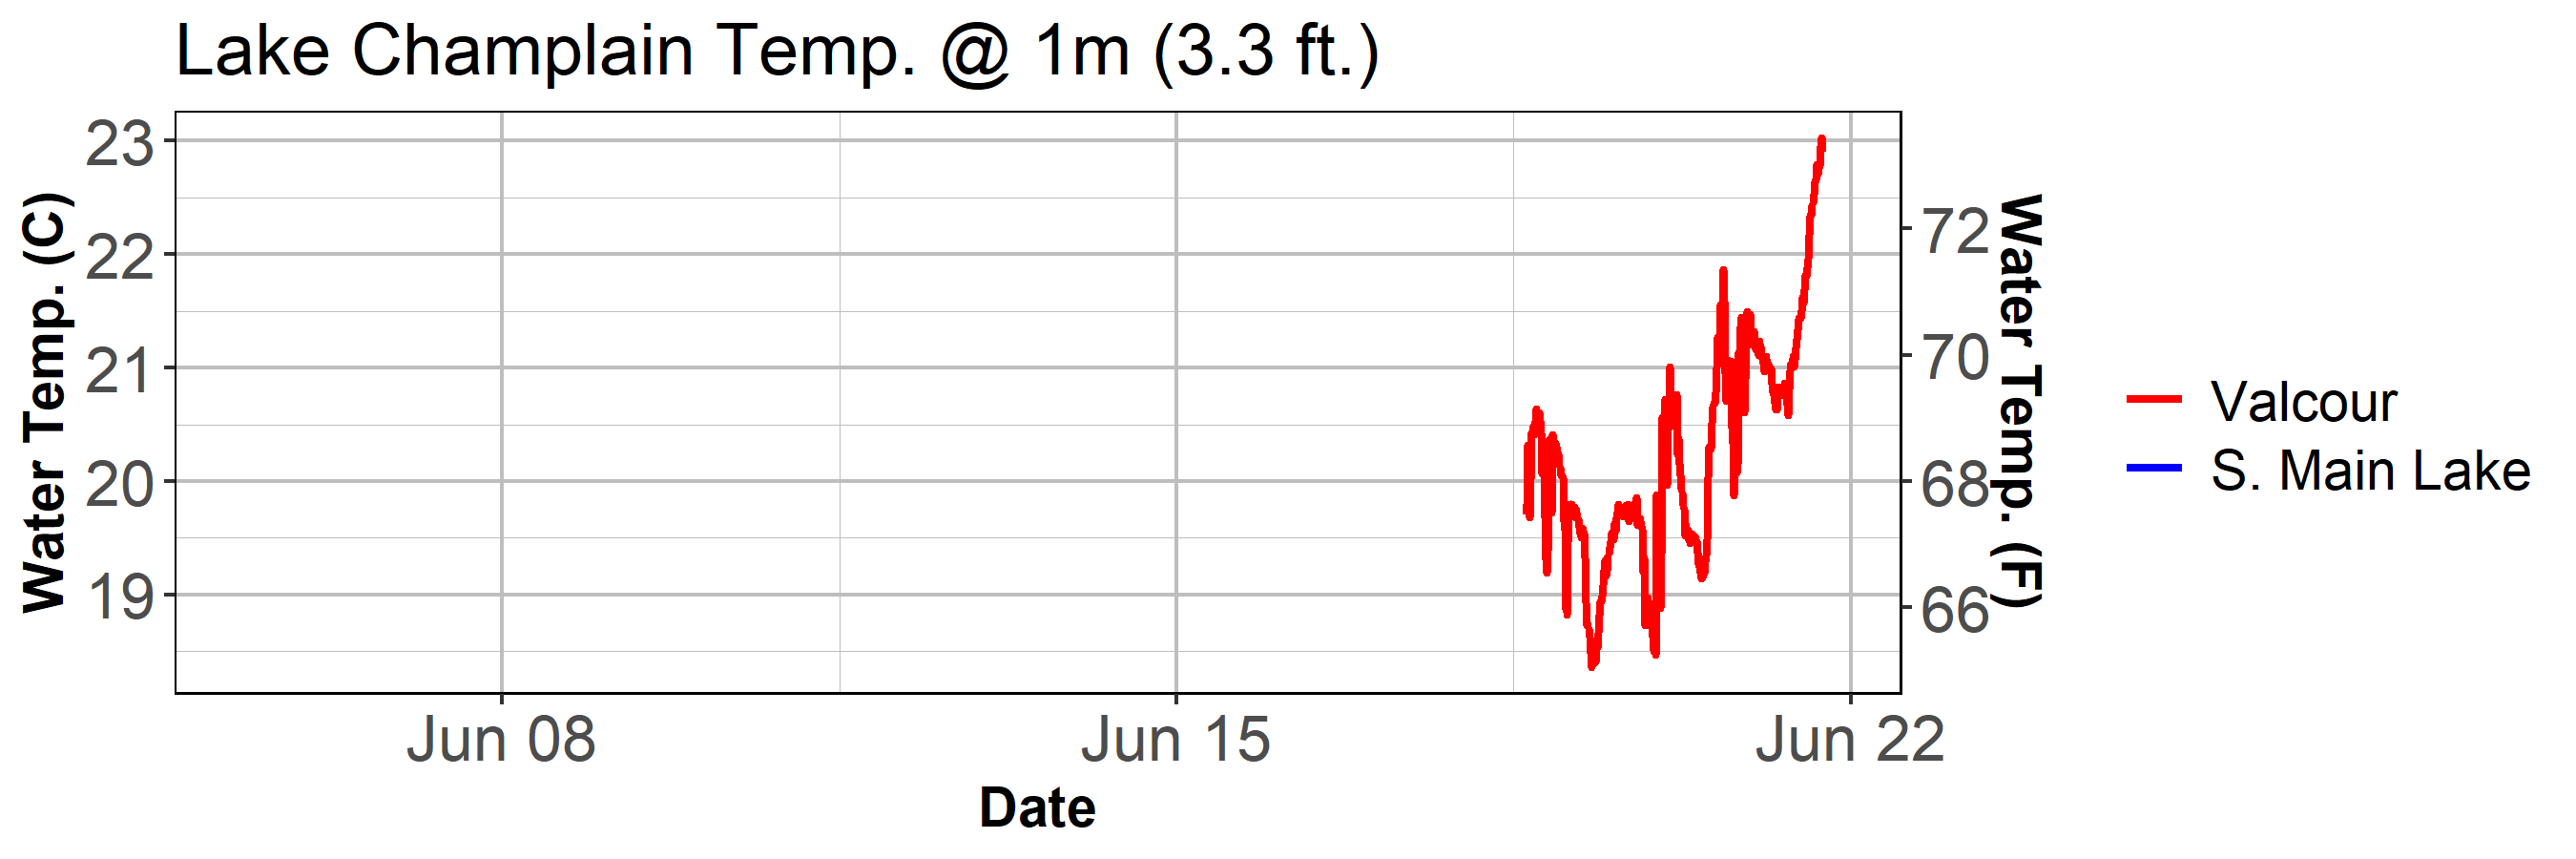 Lake Champlain Temp. @ 1m (3.3 ft.)
Water Temp. (C)
23
22
21
20
19
72
70
68
66
Water Temp. (F)
Jun 08
Jun 15
Jun 22
Date
Valcour
S. Main Lake